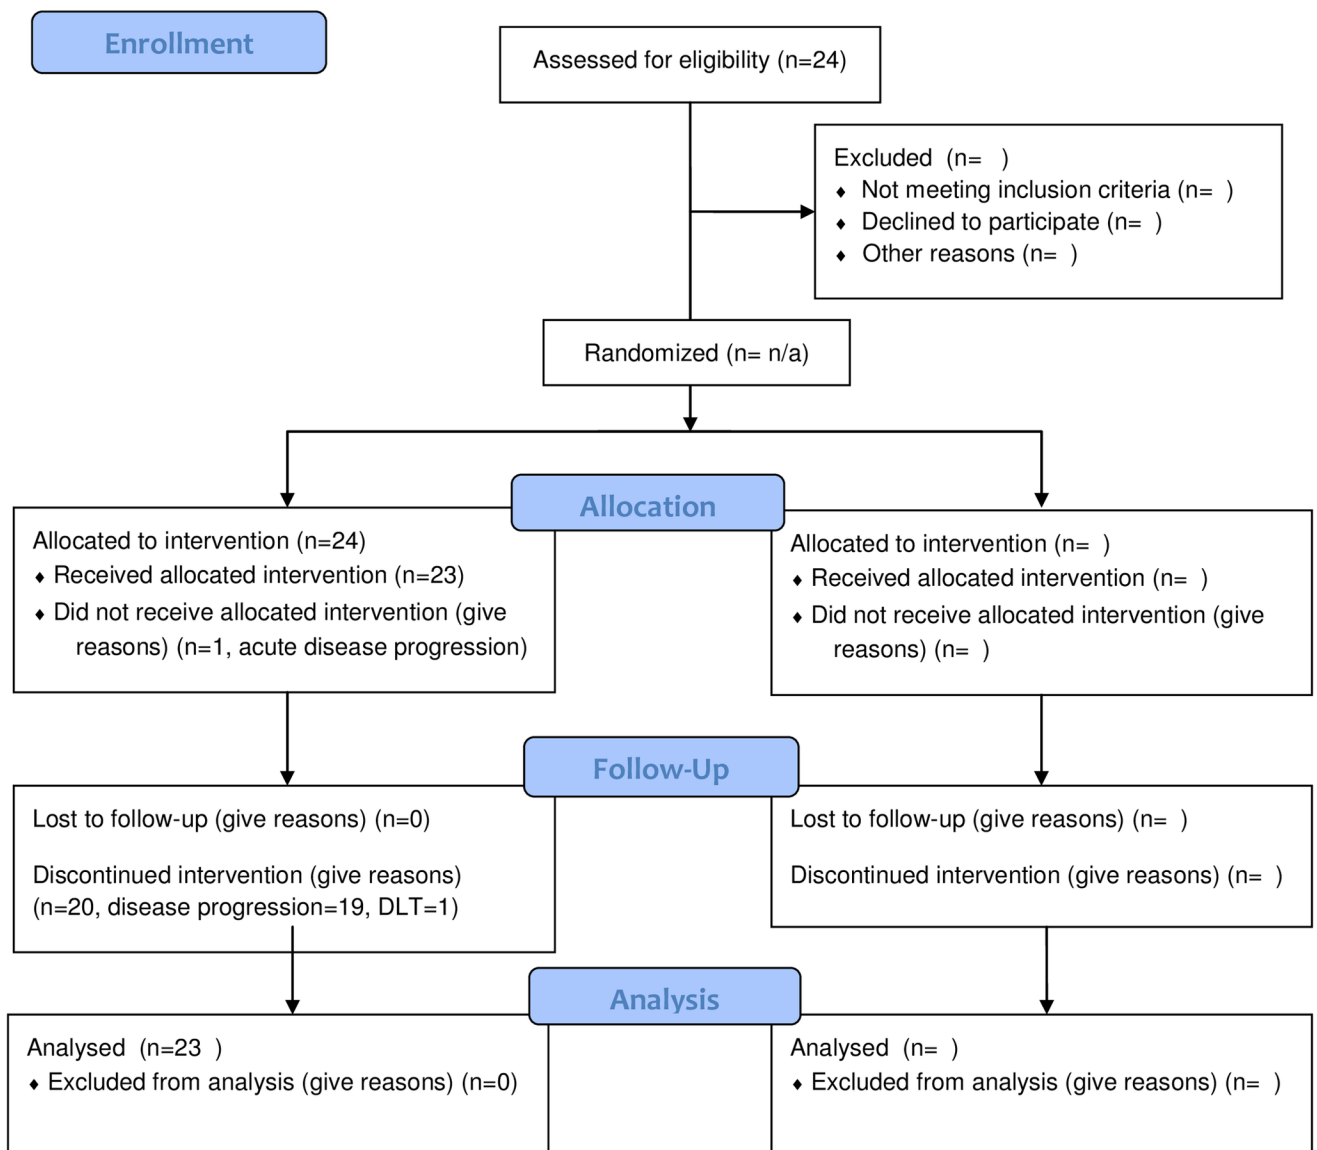 Enrollment
Assessed for eligibility (n=24)
Excluded  (n=   )
♦ Not meeting inclusion criteria (n=  )
♦ Declined to participate (n=  )
♦ Other reasons (n=  )
Randomized (n= n/a)
Allocation
Allocated to intervention (n=24)
♦ Received allocated intervention (n=23)
♦ Did not receive allocated intervention (give
reasons) (n=1, acute disease progression)
Allocated to intervention (n=  )
♦ Received allocated intervention (n=  )
♦ Did not receive allocated intervention (give
reasons) (n=  )
Follow-Up
Lost to follow-up (give reasons) (n=0)
Discontinued intervention (give reasons)
(n=20, disease progression=19, DLT=1)
Lost to follow-up (give reasons) (n=  )
Discontinued intervention (give reasons) (n=  )
Analysis
Analysed  (n=23  )
♦ Excluded from analysis (give reasons) (n=0)
Analysed  (n=  )
♦ Excluded from analysis (give reasons) (n=  )